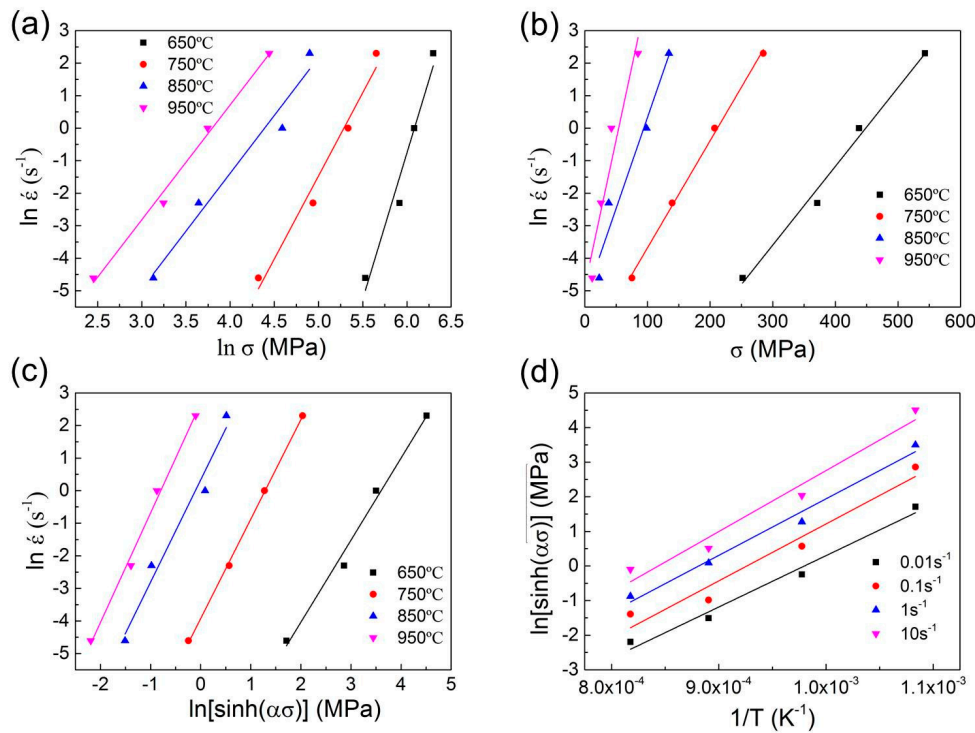 (a)
3
2
1
0
-1
-2
-3
-4
-5
ln έ (s⁻¹)
650ºC
750ºC
850ºC
950ºC
2.5 3.0 3.5 4.0 4.5 5.0 5.5 6.0 6.5
ln σ (MPa)
(b)
3
2
1
0
-1
-2
-3
-4
-5
ln έ (s⁻¹)
650ºC
750ºC
850ºC
950ºC
0 100 200 300 400 500 600
σ (MPa)
(c)
3
2
1
0
-1
-2
-3
-4
-5
ln έ (s⁻¹)
650ºC
750ºC
850ºC
950ºC
-2 -1 0 1 2 3 4 5
ln[sinh(ασ)] (MPa)
(d)
5
4
3
2
1
0
-1
-2
-3
ln[sinh(ασ)] (MPa)
0.01s⁻¹
0.1s⁻¹
1s⁻¹
10s⁻¹
8.0x10⁻⁴ 9.0x10⁻⁴ 1.0x10⁻³ 1.1x10⁻³
1/T (K⁻¹)